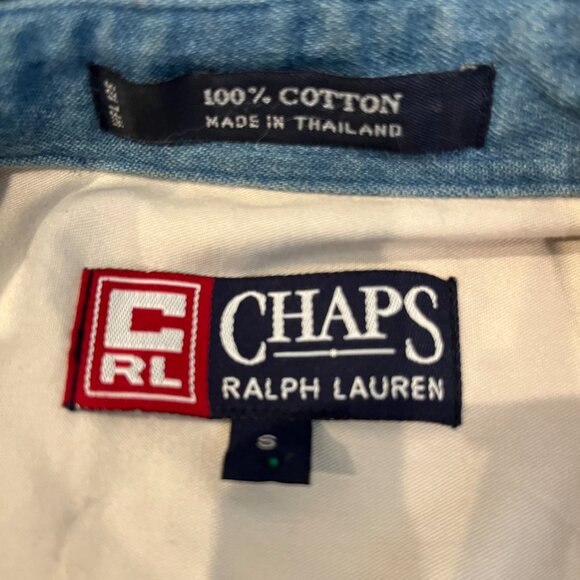 100% COTTON
MADE IN THAILAND
C
RL
CHAPS
RALPH LAUREN
S